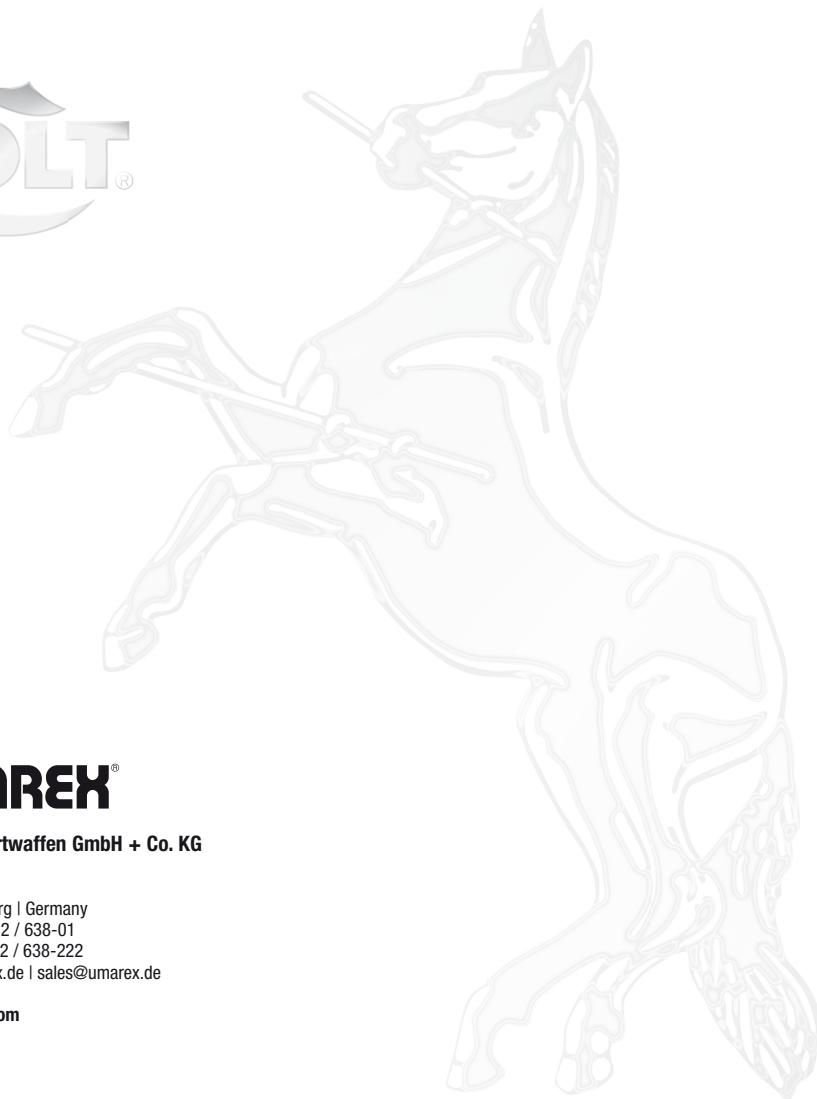 OLT®
AREX®
rtwaffen GmbH + Co. KG
rg | Germany
2 / 638-01
2 / 638-222
x.de | sales@umarex.de
om